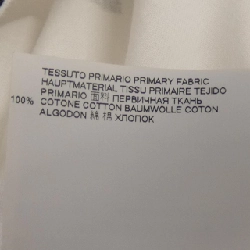 TESSUTO PRIMARIO PRIMARY FABRIC
HAUPTMATERIAL TISSU PRIMAIRE TEJIDO
PRIMARIO 面料 ПЕРВИЧНАЯ ТКАНЬ
100% COTONE COTTON BAUMWOLLE COTON
ALGODON 綿 棉 ХЛОПОК